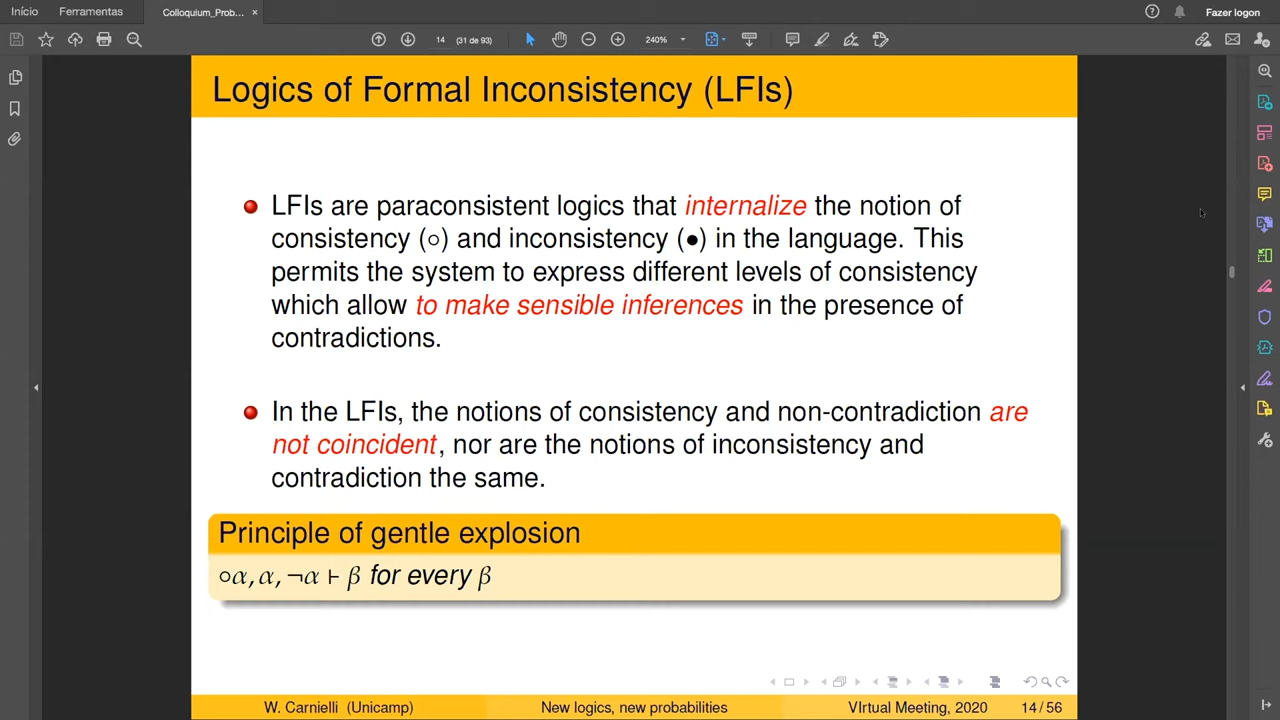 Início
Ferramentas
Colloquium_Prob...
×
Fazer logon
14
(31 de 93)
240%
Logics of Formal Inconsistency (LFIs)
LFIs are paraconsistent logics that internalize the notion of
consistency (○) and inconsistency (●) in the language. This
permits the system to express different levels of consistency
which allow to make sensible inferences in the presence of
contradictions.
In the LFIs, the notions of consistency and non-contradiction are
not coincident, nor are the notions of inconsistency and
contradiction the same.
Principle of gentle explosion
○α, α, ¬α ⊢ β for every β
W. Carnielli (Unicamp)
New logics, new probabilities
VIrtual Meeting, 2020
14 / 56